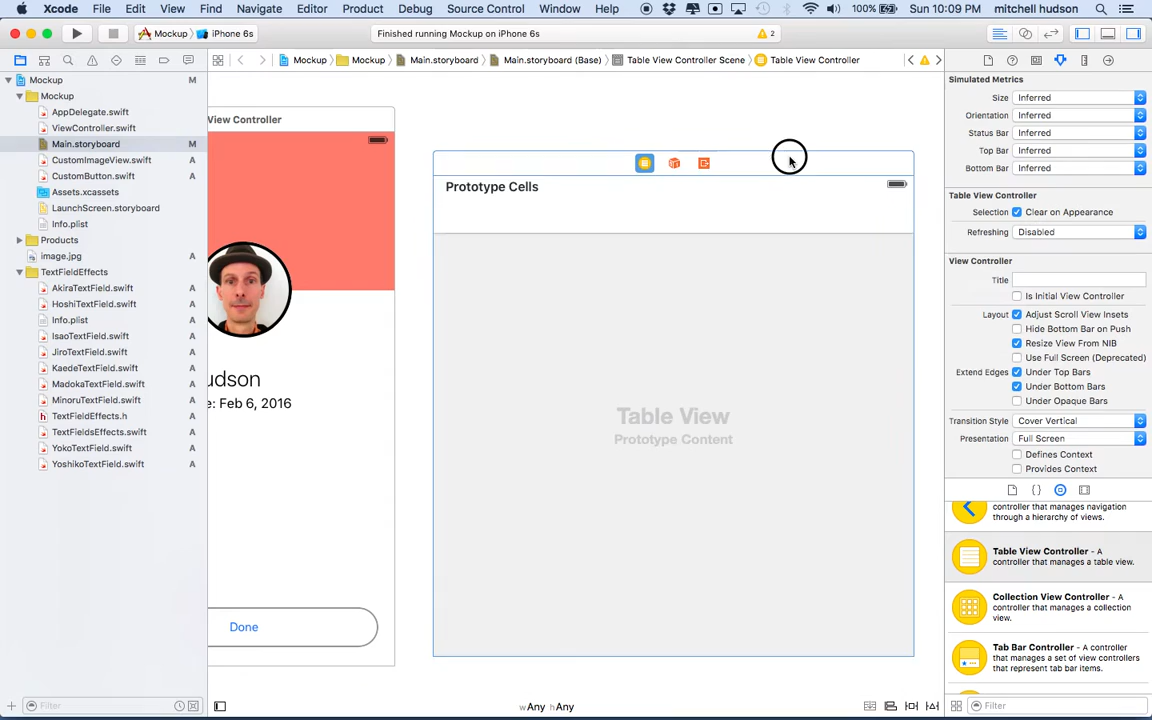 Xcode File Edit View Find Navigate Editor Product Debug Source Control Window Help 100% Sun 10:09 PM mitchell hudson
Mockup iPhone 6s Finished running Mockup on iPhone 6s 2
Mockup Mockup Main.storyboard Main.storyboard (Base) Table View Controller Scene Table View Controller
Mockup M
Mockup
AppDelegate.swift
ViewController.swift
Main.storyboard M
CustomImageView.swift A
CustomButton.swift A
Assets.xcassets
LaunchScreen.storyboard
Info.plist
Products
image.jpg A
TextFieldEffects
AkiraTextField.swift A
HoshiTextField.swift A
Info.plist A
IsaoTextField.swift A
JiroTextField.swift A
KaedeTextField.swift A
MadokaTextField.swift A
MinoruTextField.swift A
TextFieldEffects.h A
TextFieldsEffects.swift A
YokoTextField.swift A
YoshikoTextField.swift A
Filter
View Controller
udson
e: Feb 6, 2016
Done
Prototype Cells
Table View
Prototype Content
wAny hAny
Simulated Metrics
Size Inferred
Orientation Inferred
Status Bar Inferred
Top Bar Inferred
Bottom Bar Inferred
Table View Controller
Selection Clear on Appearance
Refreshing Disabled
View Controller
Title
Is Initial View Controller
Layout Adjust Scroll View Insets
Hide Bottom Bar on Push
Resize View From NIB
Use Full Screen (Deprecated)
Extend Edges Under Top Bars
Under Bottom Bars
Under Opaque Bars
Transition Style Cover Vertical
Presentation Full Screen
Defines Context
Provides Context
controller that manages navigation
through a hierarchy of views.
Table View Controller - A
controller that manages a table view.
Collection View Controller - A
controller that manages a collection
view.
Tab Bar Controller - A controller
that manages a set of view controllers
that represent tab bar items.
Filter